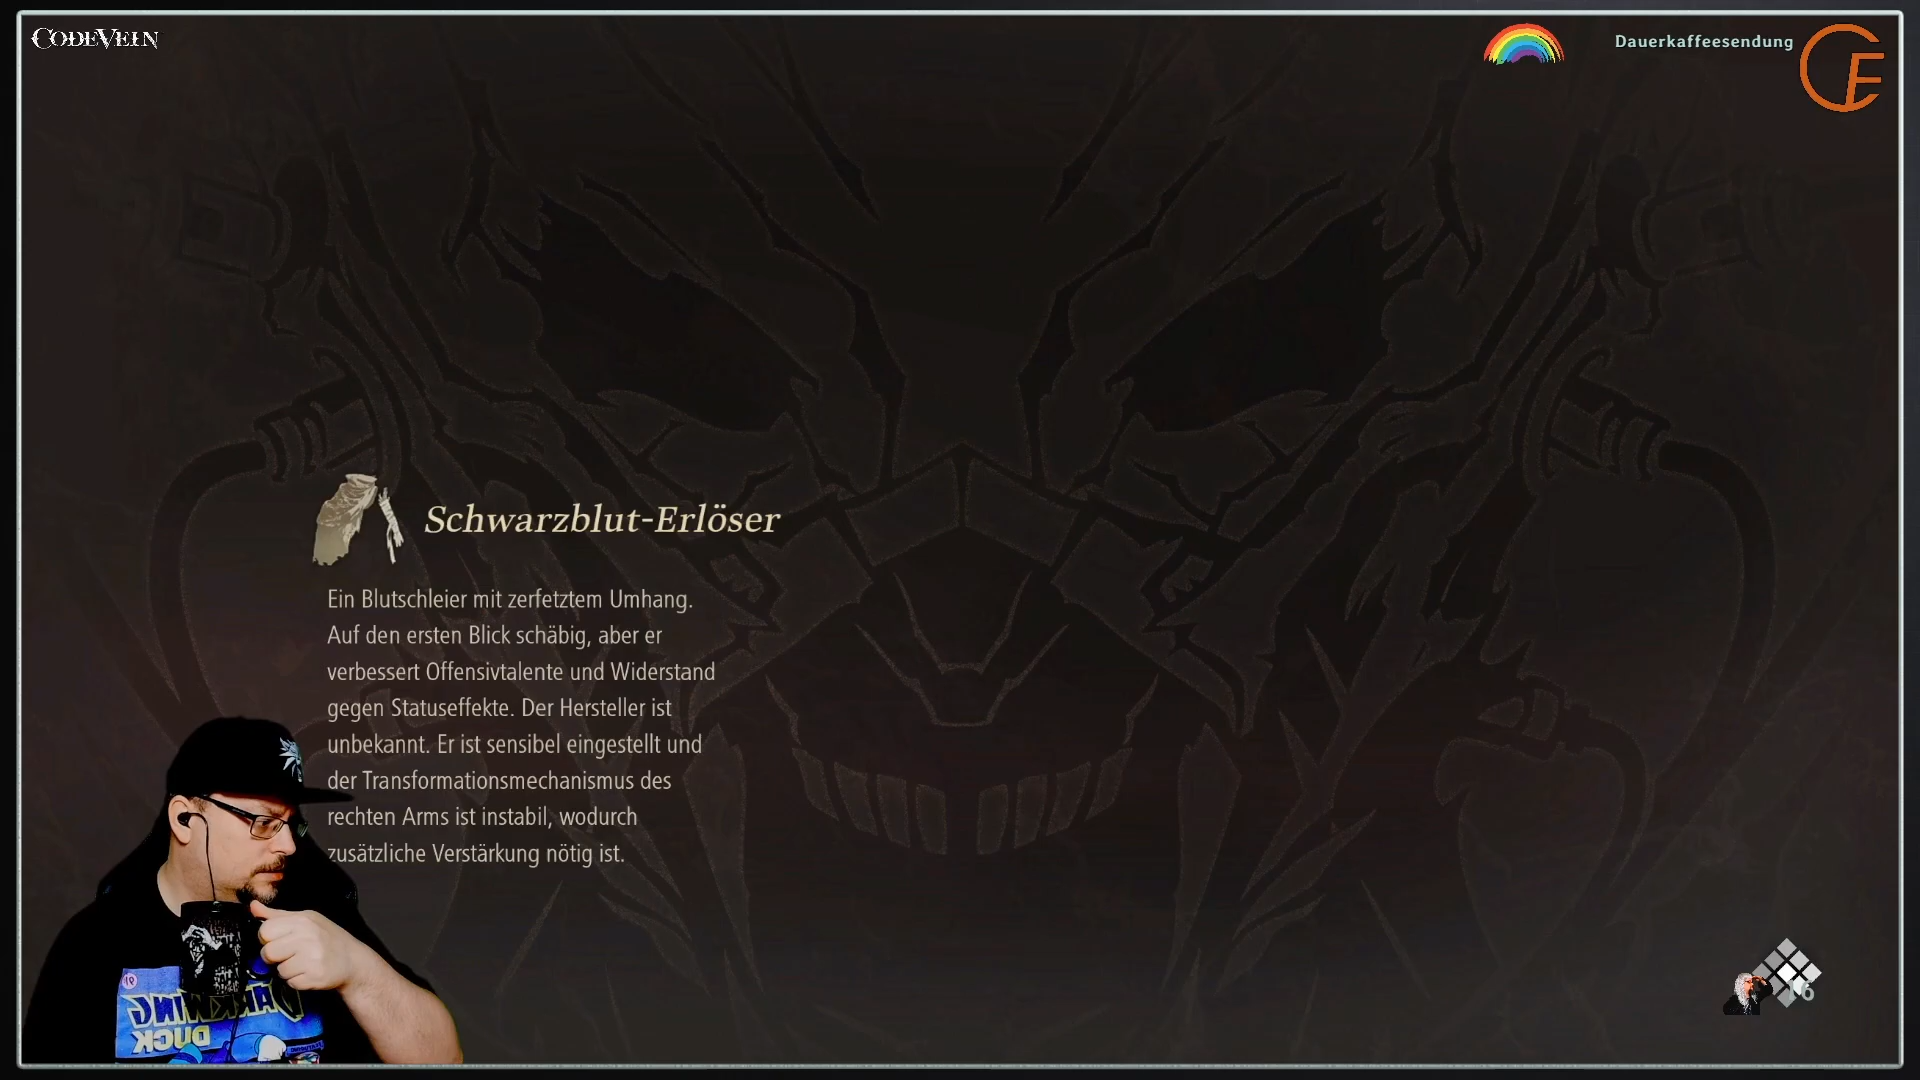 CODEVEIN
Dauerkaffeesendung
Schwarzblut-Erlöser
Ein Blutschleier mit zerfetztem Umhang.
Auf den ersten Blick schäbig, aber er
verbessert Offensivtalente und Widerstand
gegen Statuseffekte. Der Hersteller ist
unbekannt. Er ist sensibel eingestellt und
der Transformationsmechanismus des
rechten Arms ist instabil, wodurch
zusätzliche Verstärkung nötig ist.
DARKWING
DUCK